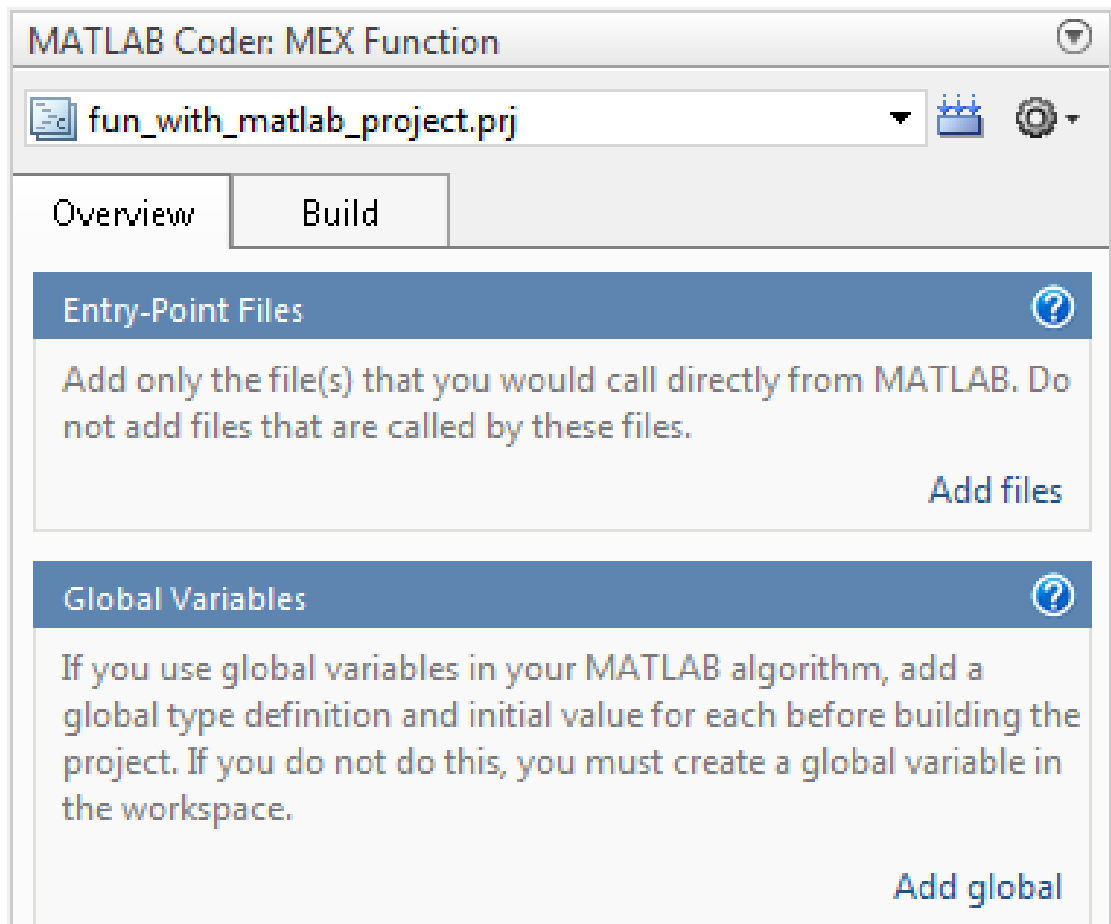 MATLAB Coder: MEX Function
fun_with_matlab_project.prj
Overview Build
Entry-Point Files
Add only the file(s) that you would call directly from MATLAB. Do
not add files that are called by these files.
Add files
Global Variables
If you use global variables in your MATLAB algorithm, add a
global type definition and initial value for each before building the
project. If you do not do this, you must create a global variable in
the workspace.
Add global